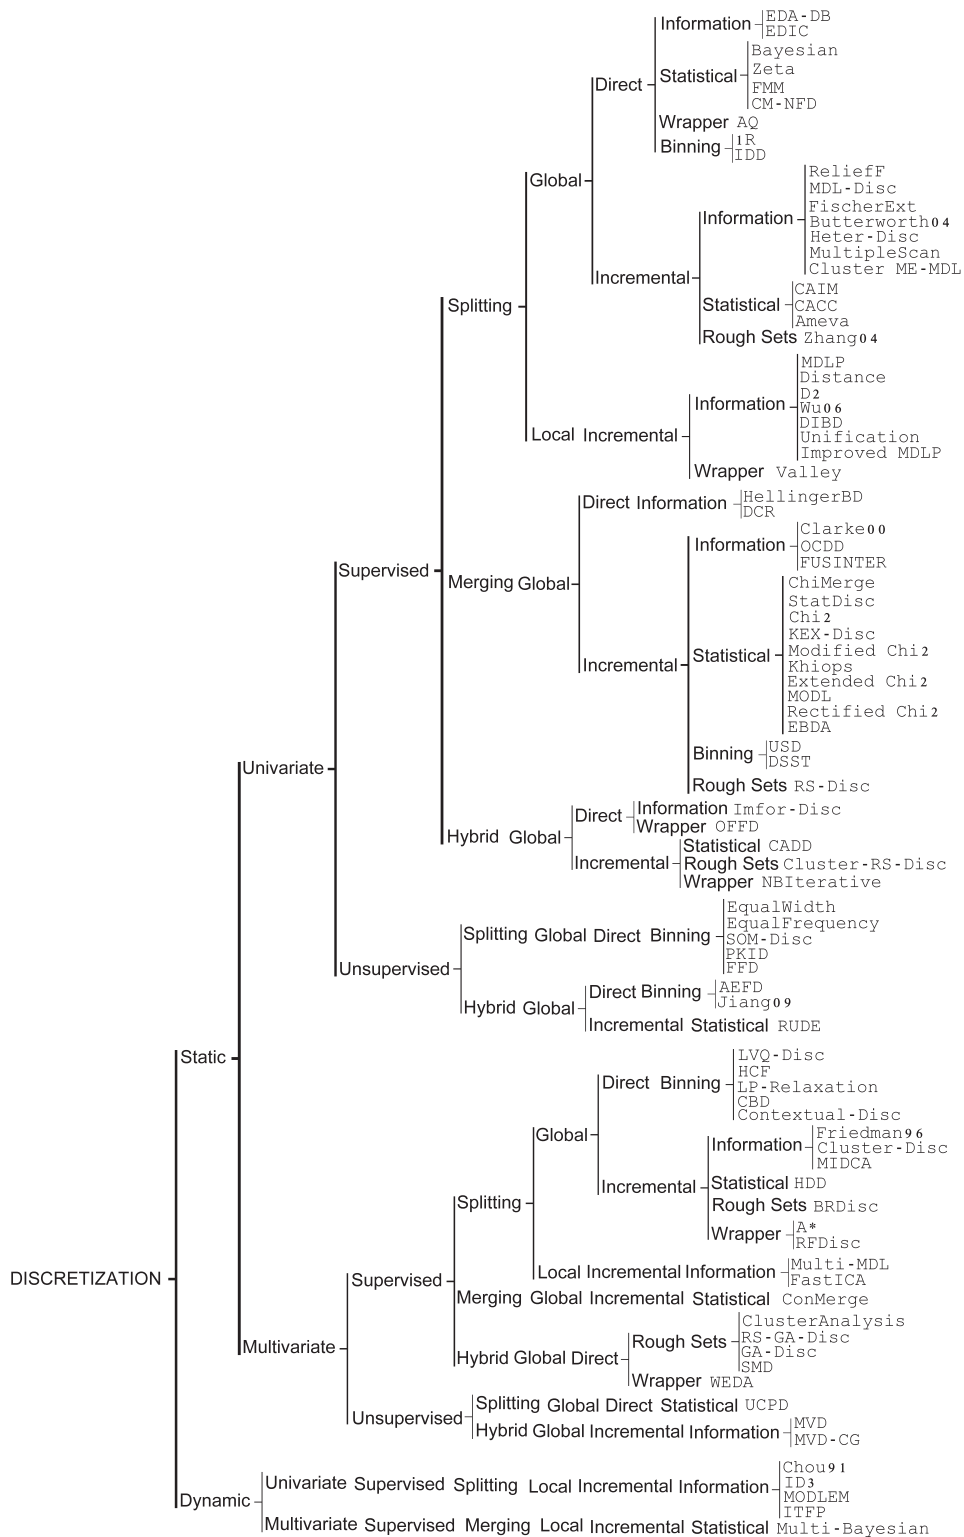 Information EDA-DB
EDIC
Bayesian
Zeta
Statistical
FMM
Direct
CM-NFD
Wrapper AQ
Binning 1R
IDD
Global
ReliefF
MDL-Disc
FischerExt
Information Butterworth04
Heter-Disc
MultipleScan
Cluster ME-MDL
Incremental
CAIM
Statistical CACC
Ameva
Rough Sets Zhang04
Splitting
MDLP
Distance
D2
Information Wu06
DIBD
Unification
Improved MDLP
Local Incremental
Wrapper Valley
Direct Information HellingerBD
DCR
Clarke00
Information OCDD
FUSINTER
Supervised
Merging Global
ChiMerge
StatDisc
Chi2
KEX-Disc
Statistical Modified Chi2
Incremental Khiops
Extended Chi2
MODL
Rectified Chi2
EBDA
Binning USD
DSST
Univariate
Rough Sets RS-Disc
Direct Information Imfor-Disc
Wrapper OFFD
Hybrid Global
Statistical CADD
Incremental Rough Sets Cluster-RS-Disc
Wrapper NBIterative
EqualWidth
EqualFrequency
Splitting Global Direct Binning SOM-Disc
PKID
FFD
Unsupervised
Direct Binning AEFD
Jiang09
Hybrid Global
Incremental Statistical RUDE
Static
LVQ-Disc
HCF
Direct Binning LP-Relaxation
CBD
Contextual-Disc
Global
Friedman96
Information Cluster-Disc
MIDCA
Incremental
Statistical HDD
Rough Sets BRDisc
Wrapper A*
RFDisc
Splitting
Local Incremental Information Multi-MDL
FastICA
DISCRETIZATION
Supervised
Merging Global Incremental Statistical ConMerge
ClusterAnalysis
Rough Sets RS-GA-Disc
GA-Disc
SMD
Multivariate
Hybrid Global Direct
Wrapper WEDA
Splitting Global Direct Statistical UCPD
Unsupervised
Hybrid Global Incremental Information MVD
MVD-CG
Chou91
Univariate Supervised Splitting Local Incremental Information ID3
MODLEM
ITFP
Dynamic
Multivariate Supervised Merging Local Incremental Statistical Multi-Bayesian